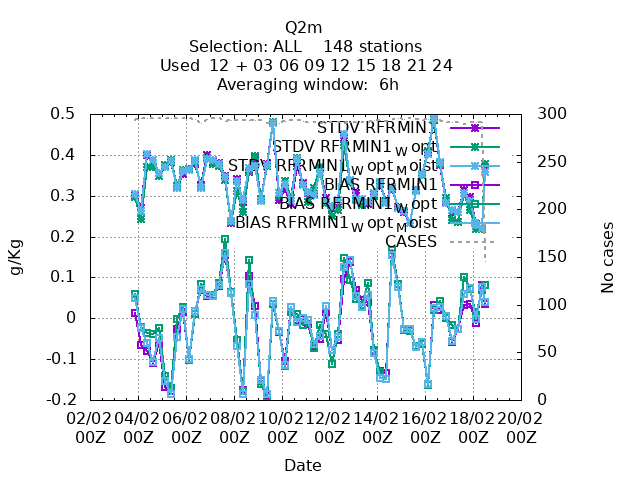 Q2m
Selection: ALL 148 stations
Used 12 + 03 06 09 12 15 18 21 24
Averaging window: 6h
0.5
0.4
0.3
0.2
0.1
0
-0.1
-0.2
g/Kg
300
250
200
150
100
50
0
No cases
STDV RFRMIN1
STDV RFRMIN1_W opt
STDV RFRMIN1_W opt_Moist
BIAS RFRMIN1
BIAS RFRMIN1_W opt
BIAS RFRMIN1_W opt_Moist
CASES
02/02 04/02 06/02 08/02 10/02 12/02 14/02 16/02 18/02 20/02
00Z 00Z 00Z 00Z 00Z 00Z 00Z 00Z 00Z 00Z
Date